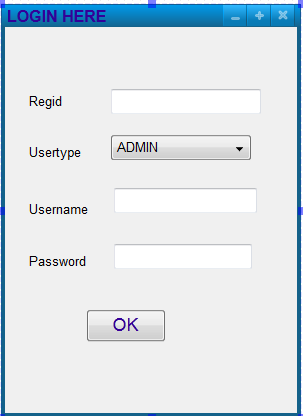 LOGIN HERE
Regid
Usertype ADMIN
Username
Password
OK